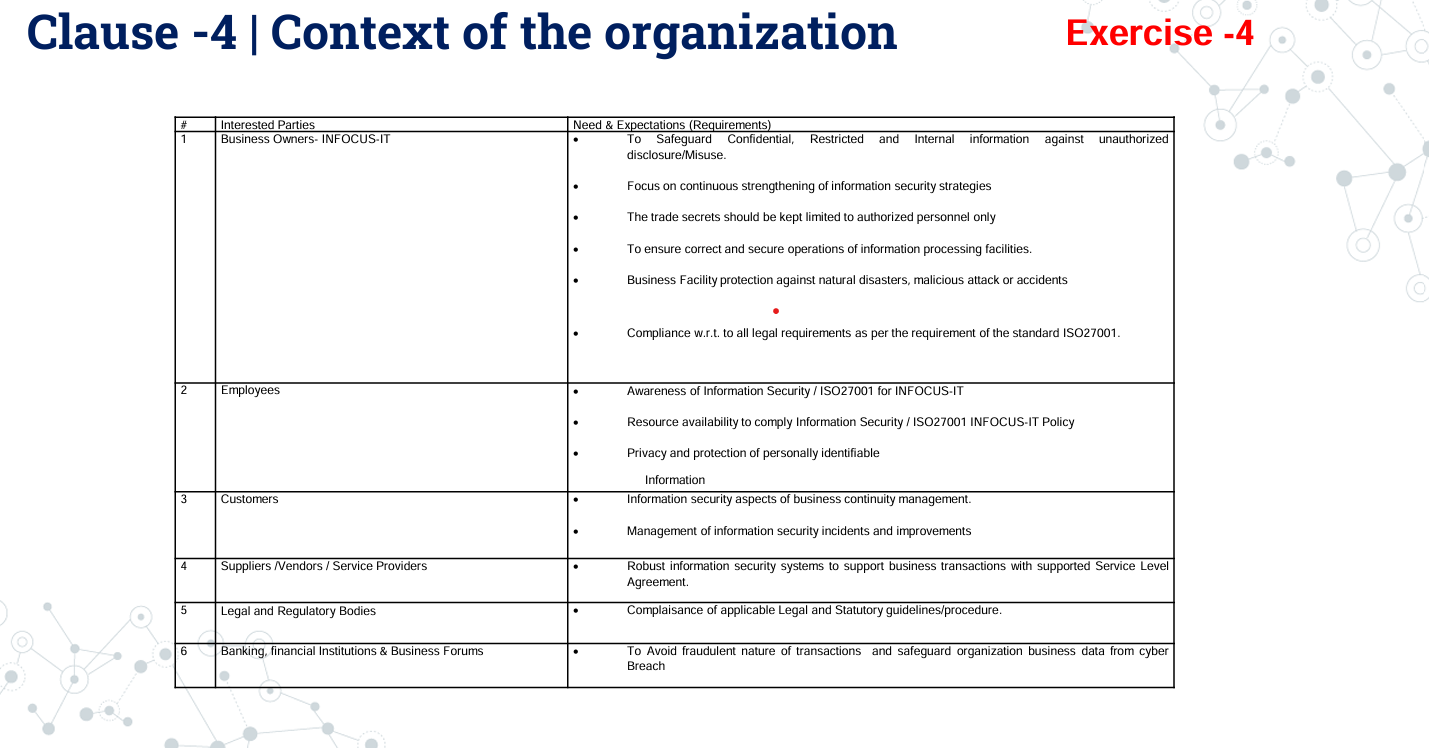 Clause -4 | Context of the organization
Exercise -4
# Interested Parties Need & Expectations (Requirements)
1 Business Owners- INFOCUS-IT
• To Safeguard Confidential, Restricted and Internal information against unauthorized
disclosure/Misuse.
• Focus on continuous strengthening of information security strategies
• The trade secrets should be kept limited to authorized personnel only
• To ensure correct and secure operations of information processing facilities.
• Business Facility protection against natural disasters, malicious attack or accidents
•
• Compliance w.r.t. to all legal requirements as per the requirement of the standard ISO27001.
2 Employees
• Awareness of Information Security / ISO27001 for INFOCUS-IT
• Resource availability to comply Information Security / ISO27001 INFOCUS-IT Policy
• Privacy and protection of personally identifiable
Information
3 Customers
• Information security aspects of business continuity management.
• Management of information security incidents and improvements
4 Suppliers /Vendors / Service Providers
• Robust information security systems to support business transactions with supported Service Level
Agreement.
5 Legal and Regulatory Bodies
• Complaisance of applicable Legal and Statutory guidelines/procedure.
6 Banking, financial Institutions & Business Forums
• To Avoid fraudulent nature of transactions and safeguard organization business data from cyber
Breach